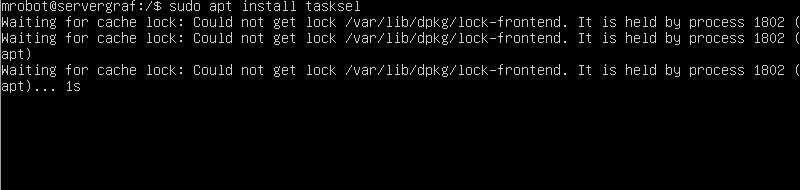 mrobot@servergraf:/$ sudo apt install tasksel
Waiting for cache lock: Could not get lock /var/lib/dpkg/lock-frontend. It is held by process 1802 (
Waiting for cache lock: Could not get lock /var/lib/dpkg/lock-frontend. It is held by process 1802 (
apt)
Waiting for cache lock: Could not get lock /var/lib/dpkg/lock-frontend. It is held by process 1802 (
apt)... 1s